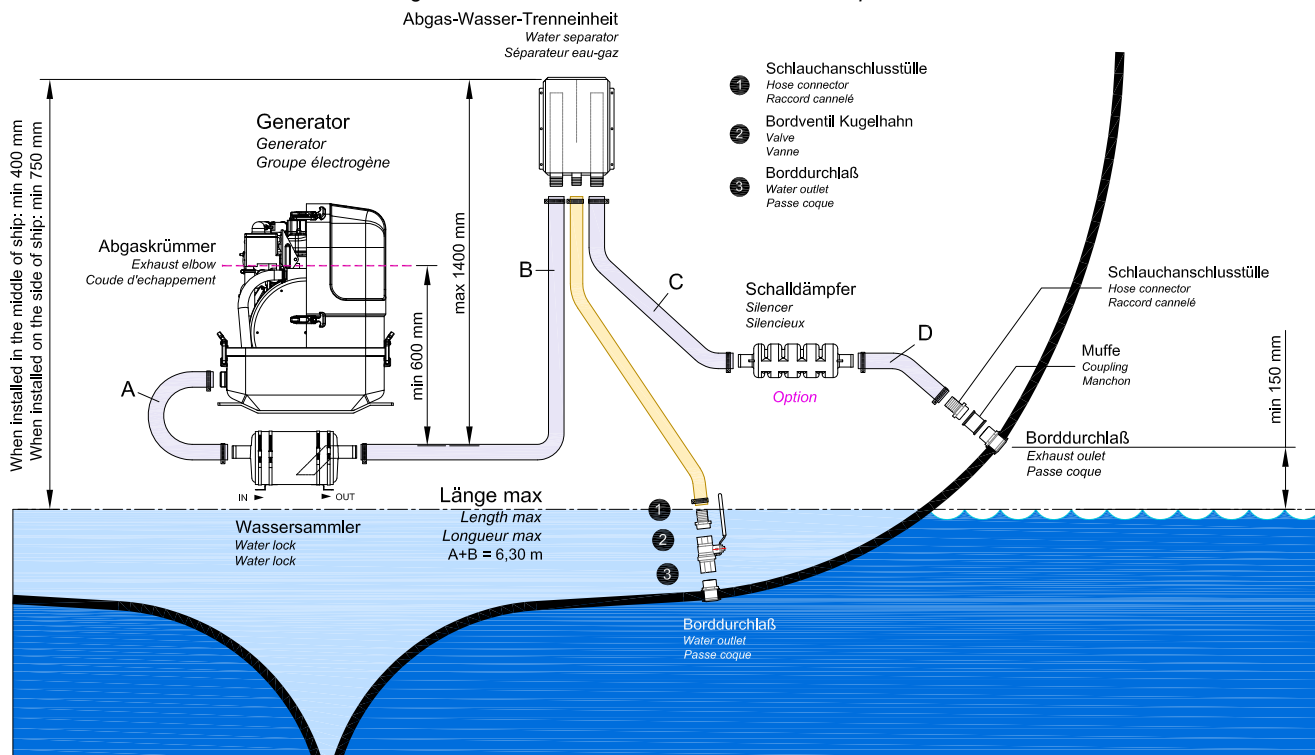 Abgas-Wasser-Trenneinheit
Water separator
Séparateur eau-gaz
1 Schlauchanschlusstülle
Hose connector
Raccord cannelé
2 Bordventil Kugelhahn
Valve
Vanne
3 Borddurchlaß
Water outlet
Passe coque
When installed in the middle of ship: min 400 mm
When installed on the side of ship: min 750 mm
Generator
Generator
Groupe électrogène
Abgaskrümmer
Exhaust elbow
Coude d'echappement
max 1400 mm
min 600 mm
A
B
C
D
Schalldämpfer
Silencer
Silencieux
Option
Schlauchanschlusstülle
Hose connector
Raccord cannelé
Muffe
Coupling
Manchon
min 150 mm
Borddurchlaß
Exhaust oulet
Passe coque
IN
OUT
Wassersammler
Water lock
Water lock
Länge max
Length max
Longueur max
A+B = 6,30 m
1
2
3
Borddurchlaß
Water outlet
Passe coque